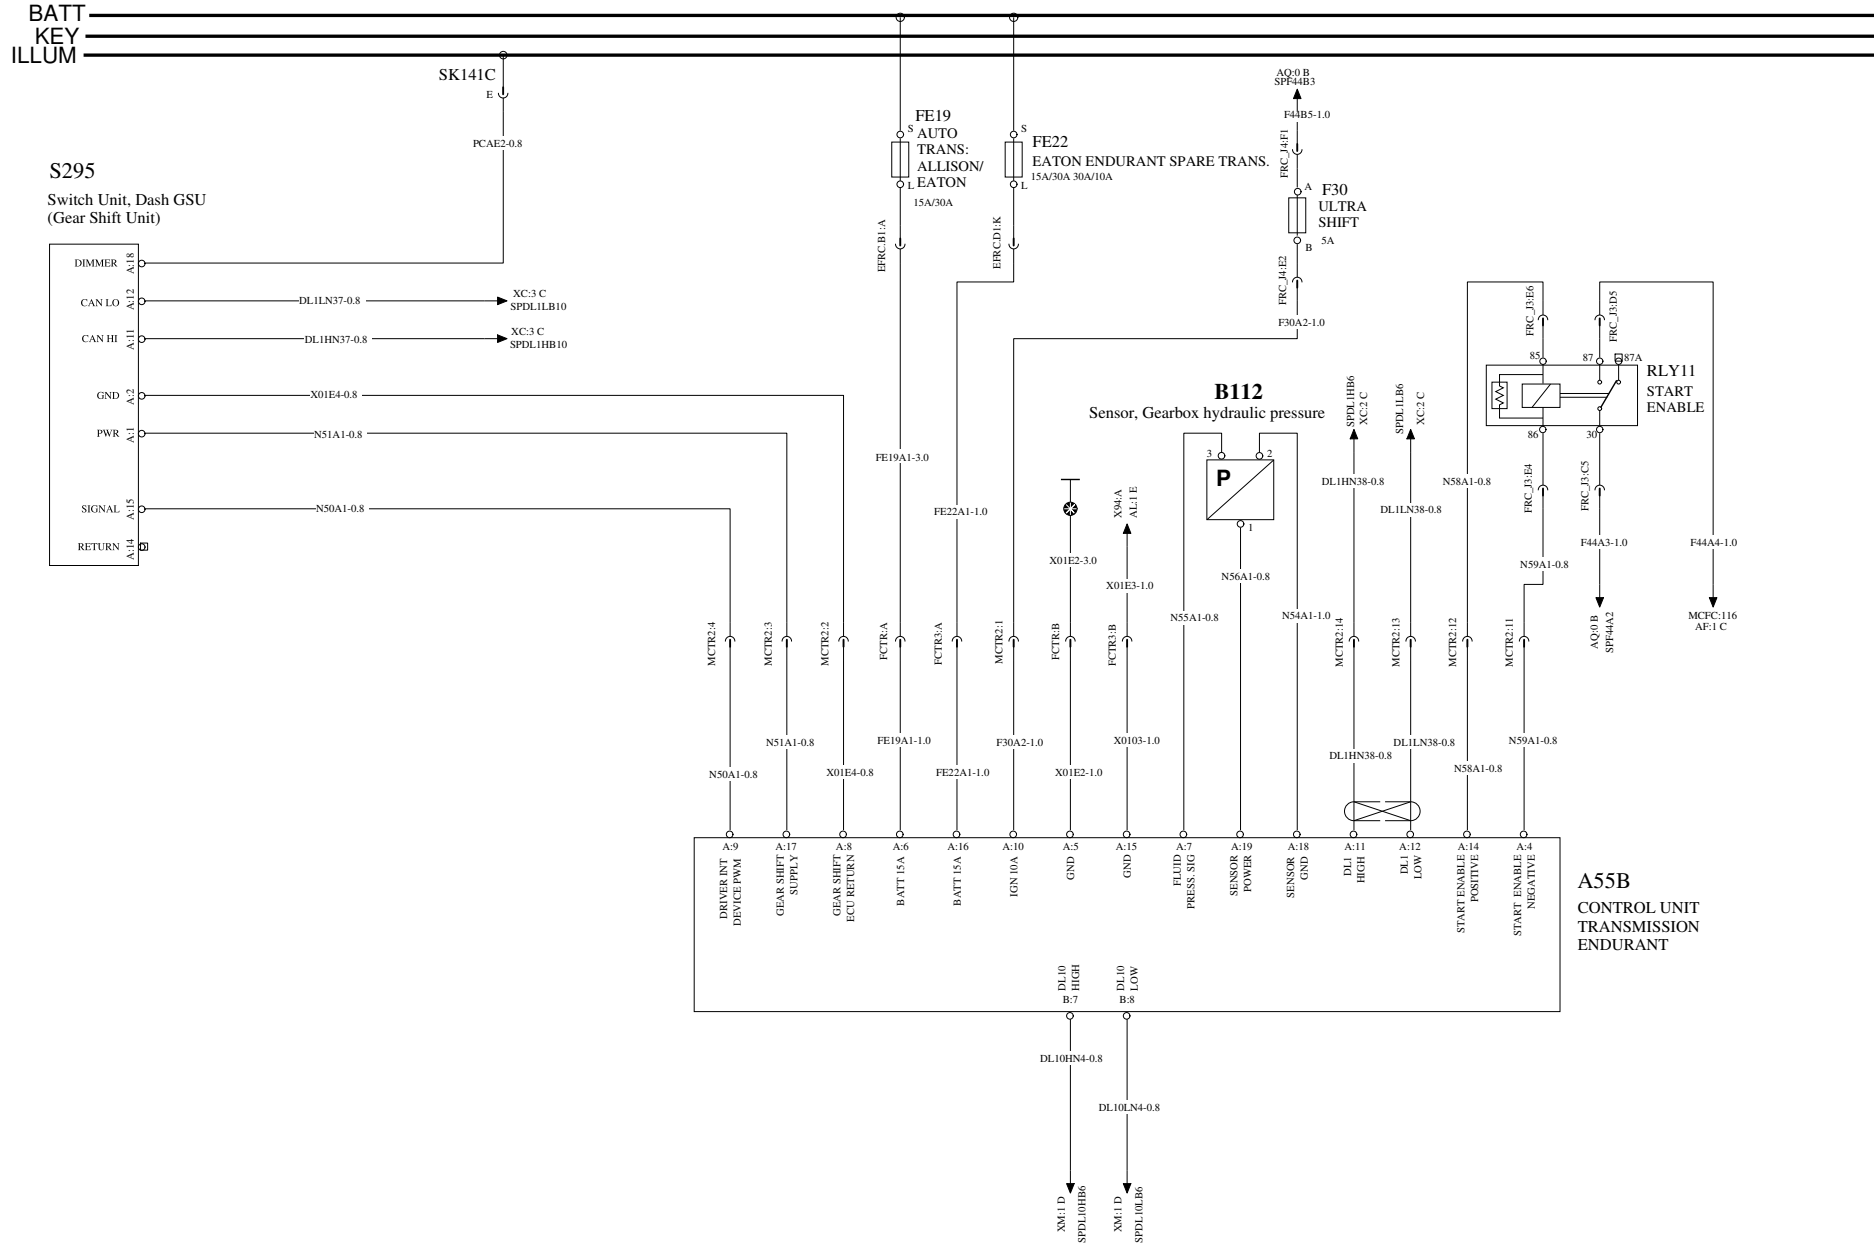 BATT
KEY
ILLUM
SK141C
E
PCAE2-0.8
S295
Switch Unit, Dash GSU
(Gear Shift Unit)
DIMMER
A:18
CAN LO
A:12
DL1LN37-0.8
XC:3 C
SPDL1LB10
CAN HI
A:11
DL1HN37-0.8
XC:3 C
SPDL1HB10
GND
A:2
X01E4-0.8
PWR
A:1
N51A1-0.8
SIGNAL
A:15
N50A1-0.8
RETURN
A:14
S
FE19
AUTO
TRANS:
ALLISON/
EATON
L
15A/30A
EFRC.B1:A
S
FE22
EATON ENDURANT SPARE TRANS.
15A/30A 30A/10A
L
EFRC.D1:K
AQ:0 B
SPF44B3
F44B5-1.0
FRC_J4:F1
A
F30
ULTRA
SHIFT
5A
B
FRC_J4:E2
F30A2-1.0
FE19A1-3.0
FE22A1-1.0
X01E2-3.0
X94:A
AL:1 E
X01E3-1.0
B112
Sensor, Gearbox hydraulic pressure
3
2
P
1
N55A1-0.8
N56A1-0.8
N54A1-1.0
SPDL1HB6
XC:2 C
SPDL1LB6
XC:2 C
DL1HN38-0.8
DL1LN38-0.8
N58A1-0.8
FRC_J3:E6
FRC_J3:D5
85
87
87A
RLY11
START
ENABLE
86
30
FRC_J3:E4
FRC_J3:C5
N59A1-0.8
F44A3-1.0
F44A4-1.0
AQ:0 B
SPF44A2
MCFC:116
AF:1 C
MCTR2:4
MCTR2:3
MCTR2:2
FCTR:A
FCTR3:A
MCTR2:1
FCTR:B
FCTR3:B
MCTR2:14
MCTR2:13
MCTR2:12
MCTR2:11
N50A1-0.8
N51A1-0.8
X01E4-0.8
FE19A1-1.0
FE22A1-1.0
F30A2-1.0
X01E2-1.0
X0103-1.0
DL1HN38-0.8
DL1LN38-0.8
N58A1-0.8
N59A1-0.8
A:9
DRIVER INT
DEVICE PWM
A:17
GEAR SHIFT
SUPPLY
A:8
GEAR SHIFT
ECU RETURN
A:6
BATT 15A
A:16
BATT 15A
A:10
IGN 10A
A:5
GND
A:15
GND
A:7
FLUID
PRESS. SIG
A:19
SENSOR
POWER
A:18
SENSOR
GND
A:11
DL1
HIGH
A:12
DL1
LOW
A:14
START ENABLE
POSITIVE
A:4
START ENABLE
NEGATIVE
A55B
CONTROL UNIT
TRANSMISSION
ENDURANT
DL10
HIGH
B:7
DL10
LOW
B:8
DL10HN4-0.8
DL10LN4-0.8
XM:1 D
SPDL10HB6
XM:1 D
SPDL10LB6